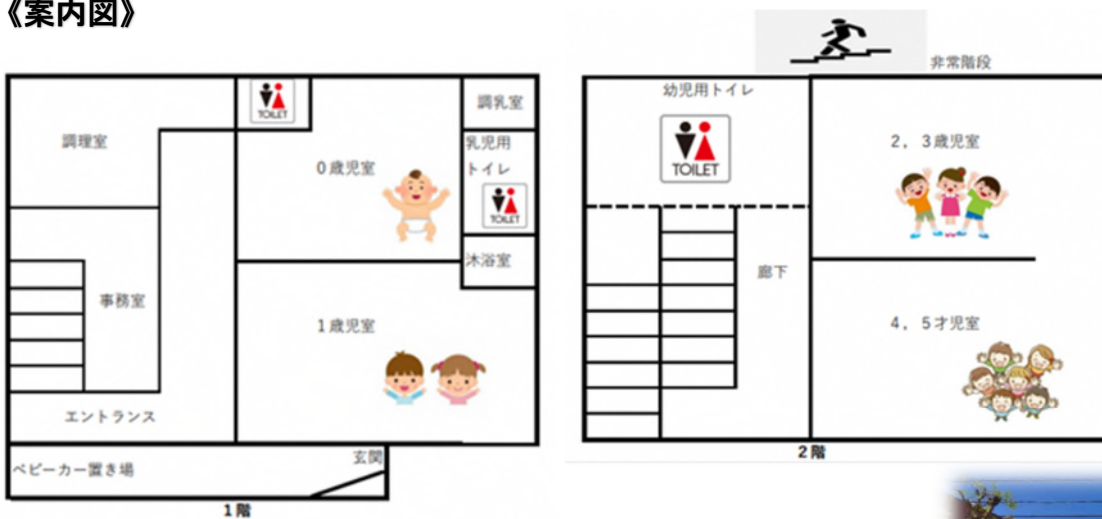 《案内図》
非常階段
TOILET
調乳室
調理室
乳児用
トイレ
TOILET
0歳児室
沐浴室
事務室
1歳児室
エントランス
玄関
ベビーカー置き場
1階
幼児用トイレ
TOILET
2，3歳児室
廊下
4，5才児室
2階